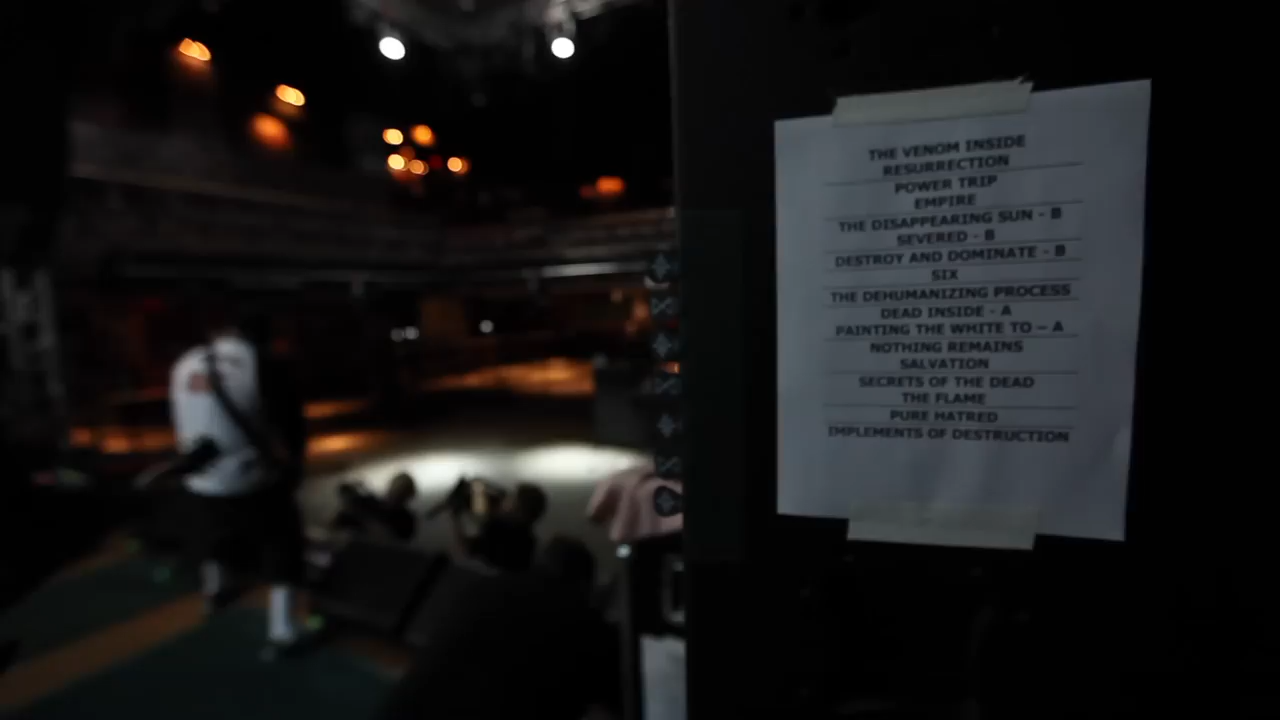 THE VENOM INSIDE
RESURRECTION
POWER TRIP
EMPIRE
THE DISAPPEARING SUN - B
SEVERED - B
DESTROY AND DOMINATE - B
SIX
THE DEHUMANIZING PROCESS
DEAD INSIDE - A
PAINTING THE WHITE TO – A
NOTHING REMAINS
SALVATION
SECRETS OF THE DEAD
THE FLAME
PURE HATRED
IMPLEMENTS OF DESTRUCTION